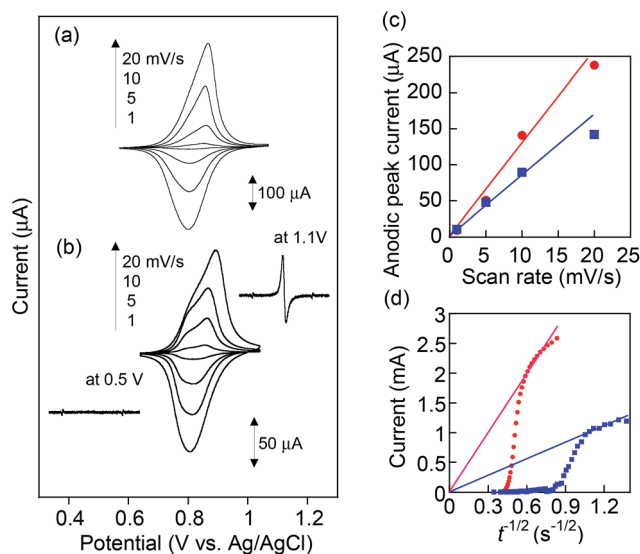 (a)
20 mV/s
10
5
1
100 μA
(b)
at 1.1V
20 mV/s
10
5
1
at 0.5 V
50 μA
Current (μA)
0.4 0.6 0.8 1.0 1.2
Potential (V vs. Ag/AgCl)
(c)
Anodic peak current (μA)
250
200
150
100
50
0
0 5 10 15 20 25
Scan rate (mV/s)
(d)
Current (mA)
3
2.5
2
1.5
1
0.5
0
0 0.3 0.6 0.9 1.2
t⁻¹/² (s⁻¹/²)